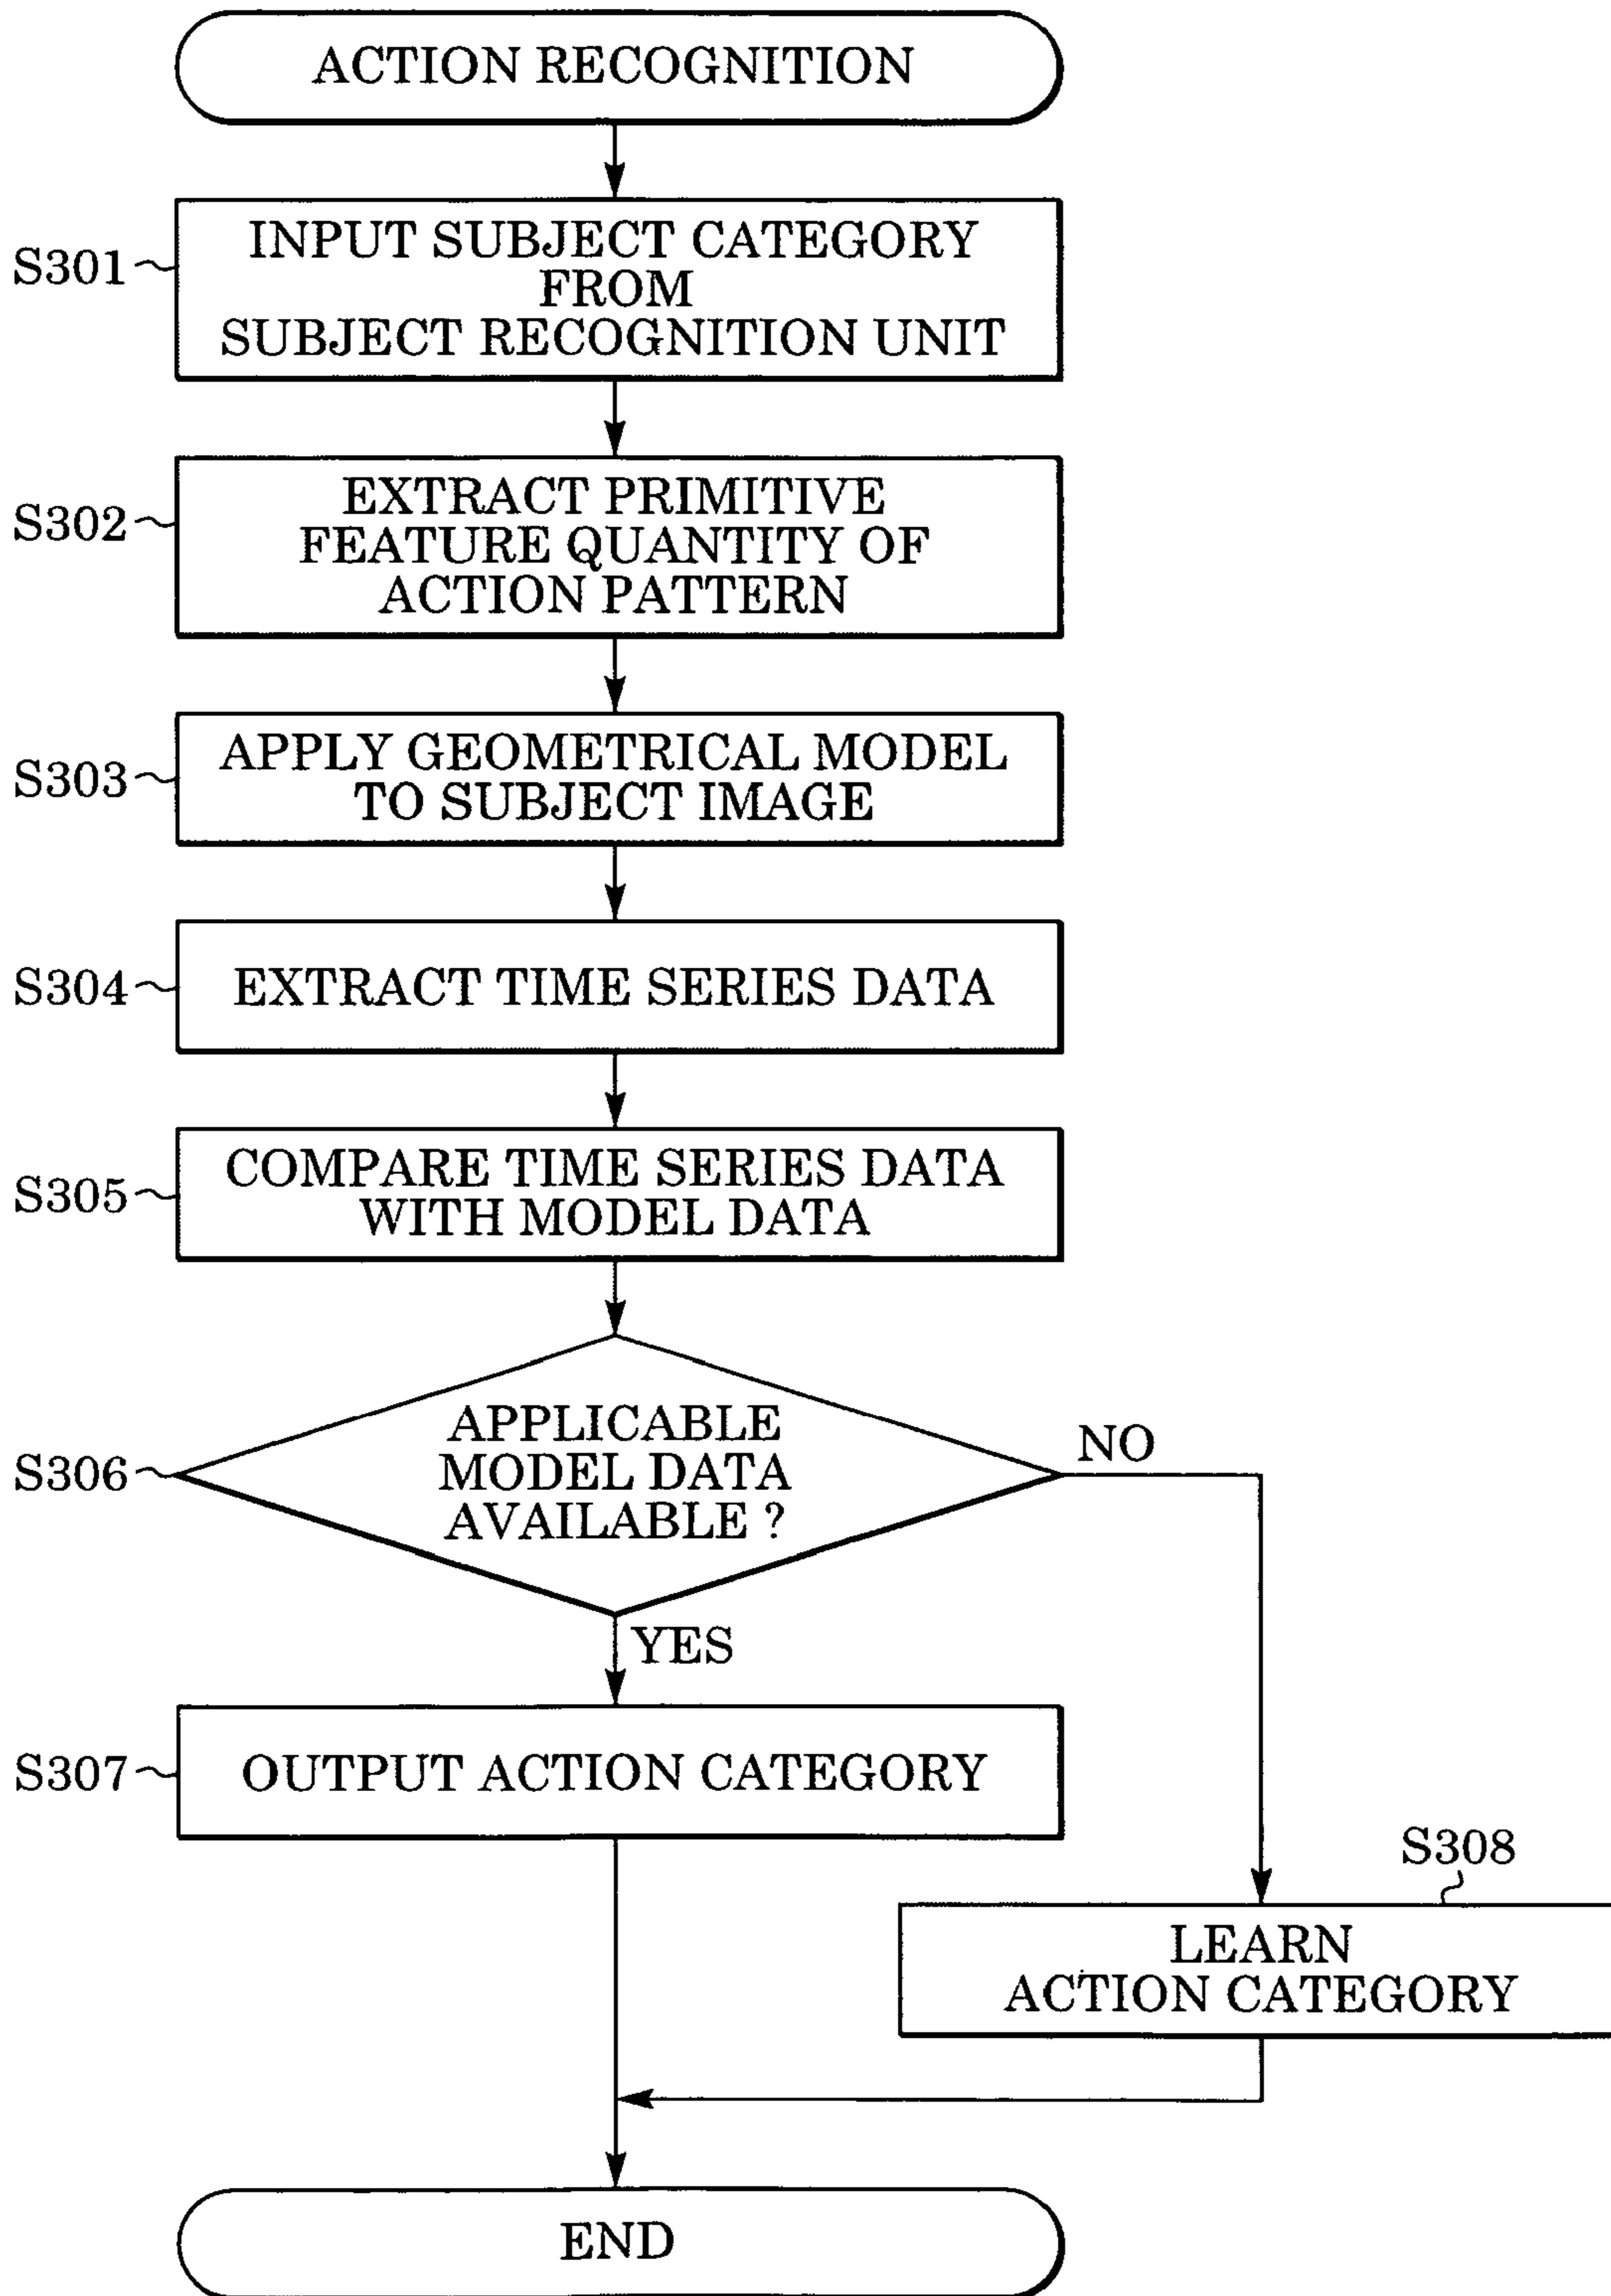 ACTION RECOGNITION
S301
INPUT SUBJECT CATEGORY
FROM
SUBJECT RECOGNITION UNIT
S302
EXTRACT PRIMITIVE
FEATURE QUANTITY OF
ACTION PATTERN
S303
APPLY GEOMETRICAL MODEL
TO SUBJECT IMAGE
S304
EXTRACT TIME SERIES DATA
S305
COMPARE TIME SERIES DATA
WITH MODEL DATA
S306
APPLICABLE
MODEL DATA
AVAILABLE ?
NO
YES
S307
OUTPUT ACTION CATEGORY
S308
LEARN
ACTION CATEGORY
END